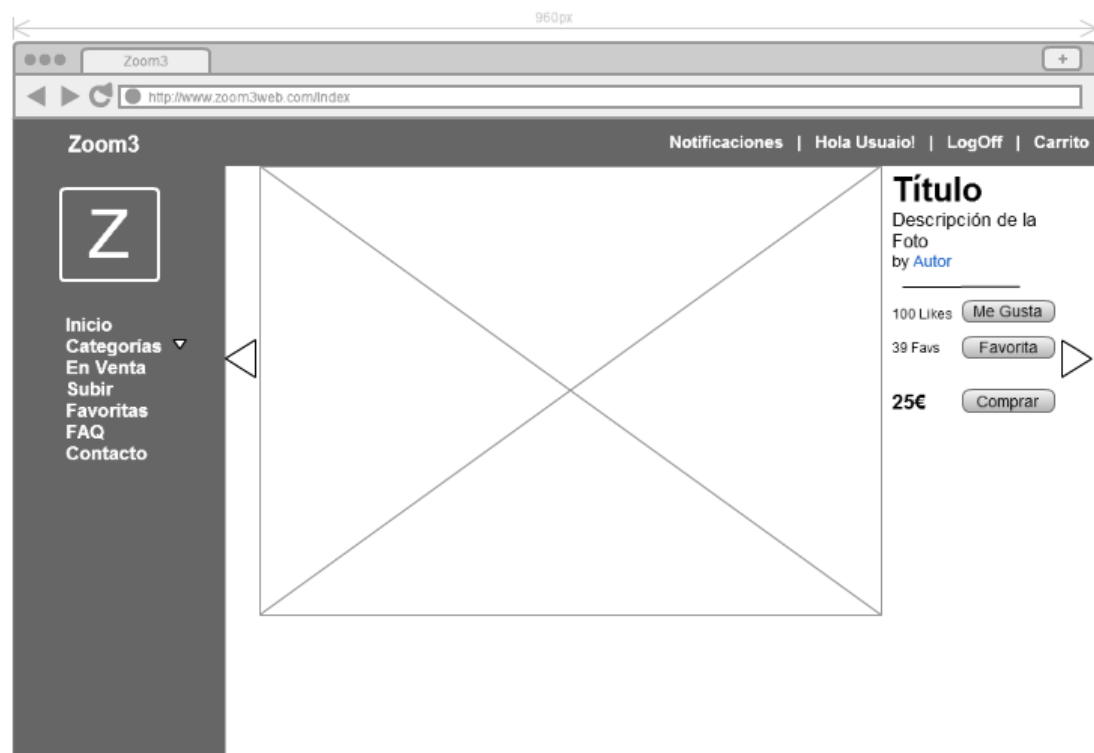 960px
Zoom3
+
http://www.zoom3web.com/Index
Zoom3
Notificaciones | Hola Usuaio! | LogOff | Carrito
Z
Inicio
Categorías
En Venta
Subir
Favoritas
FAQ
Contacto
Título
Descripción de la
Foto
by Autor
100 Likes Me Gusta
39 Favs Favorita
25€ Comprar